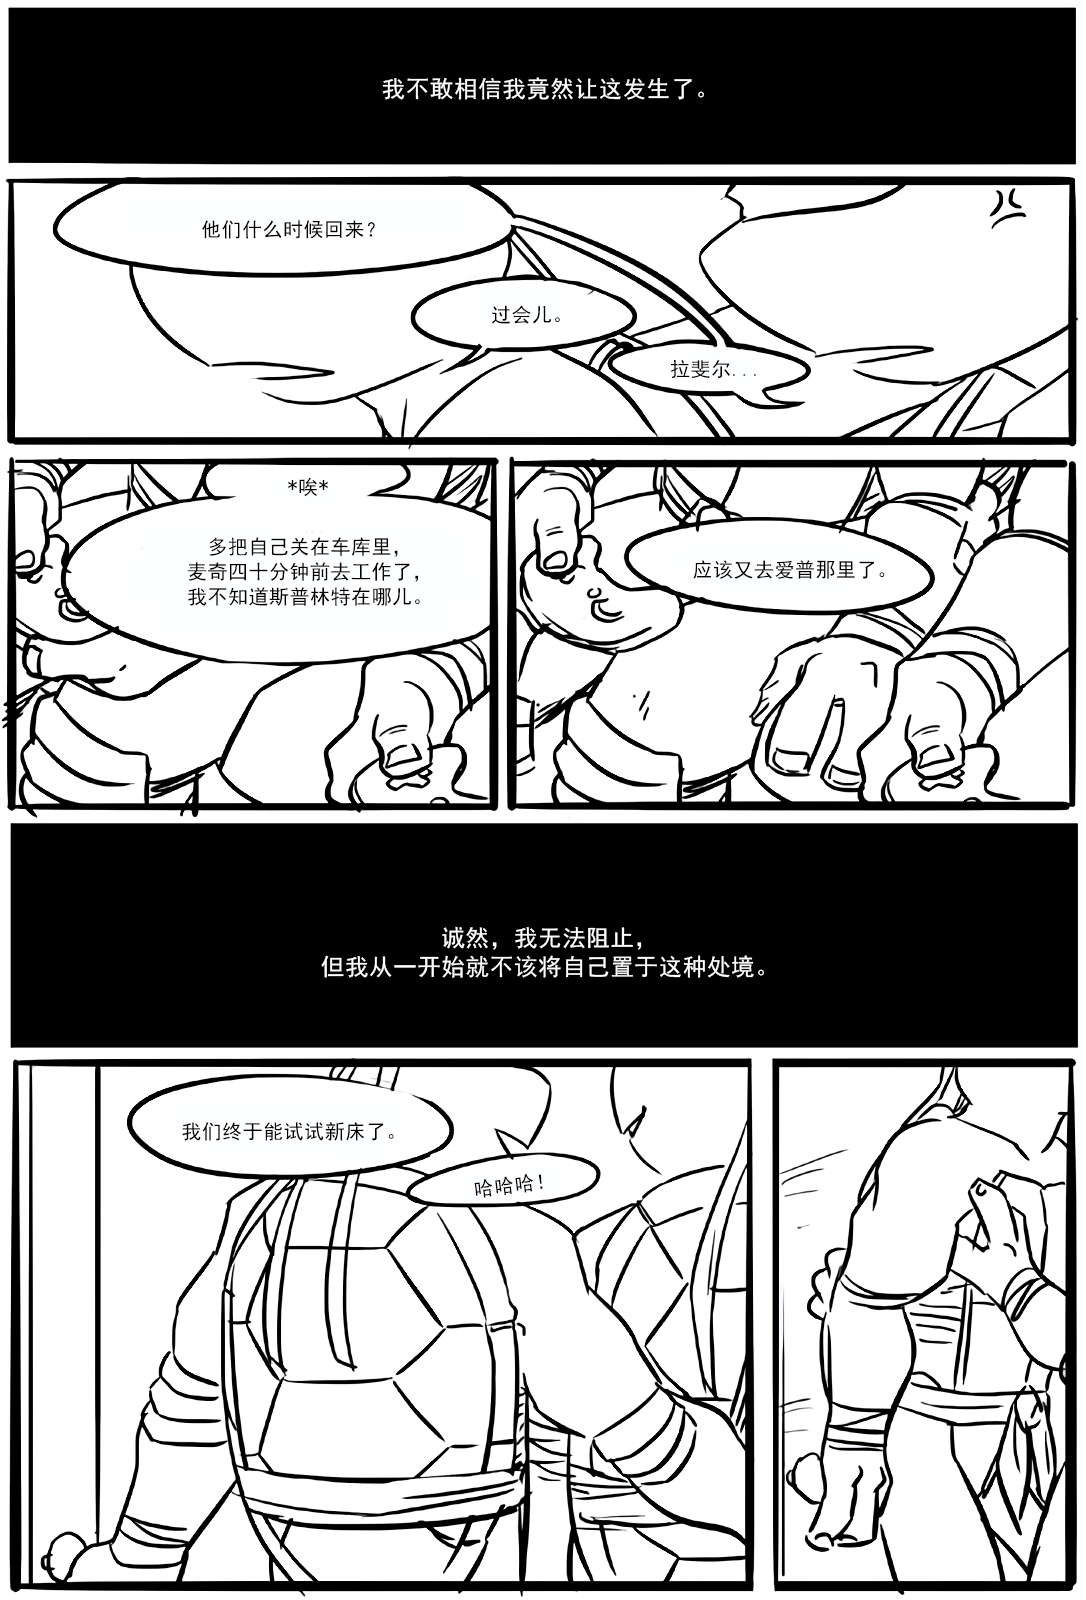 我不敢相信我竟然让这发生了。
他们什么时候回来？
过会儿。
拉斐尔...
*唉*
多把自己关在车库里，
麦奇四十分钟前去工作了，
我不知道斯普林特在哪儿。
应该又去爱普那里了。
诚然，我无法阻止，
但我从一开始就不该将自己置于这种处境。
我们终于能试试新床了。
哈哈哈！